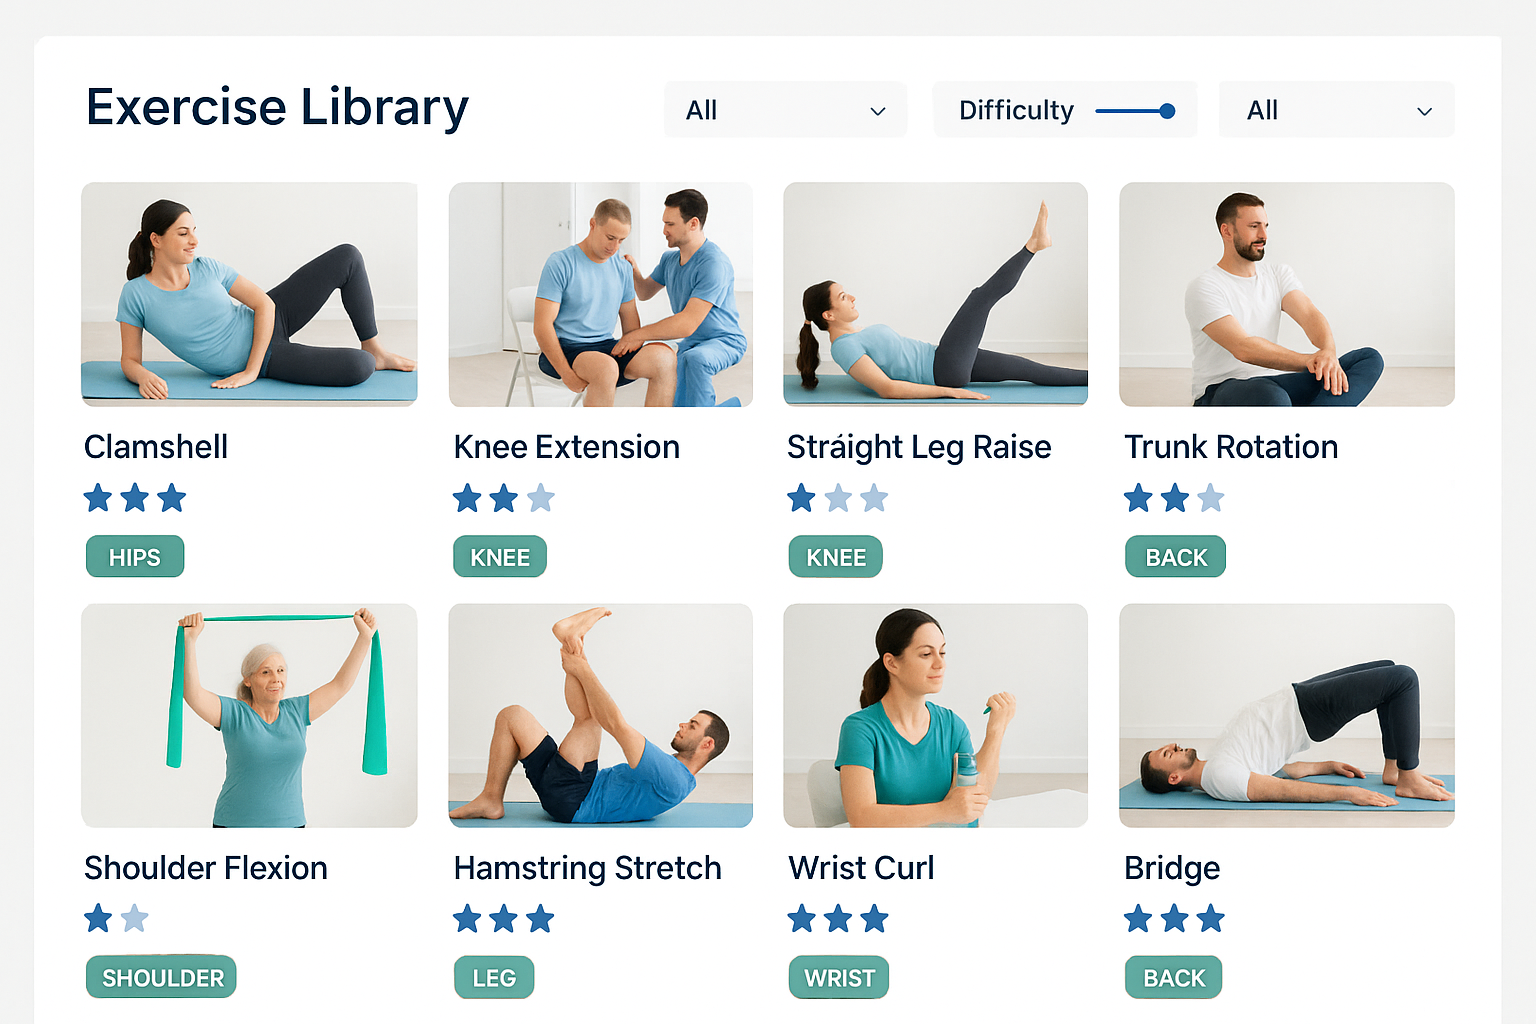 Exercise Library
All
Difficulty
All
Clamshell
Knee Extension
Stráight Leg Raise
Trunk Rotation
HIPS
KNEE
KNEE
BACK
Shoulder Flexion
Hamstring Stretch
Wrist Curl
Bridge
SHOULDER
LEG
WRIST
BACK